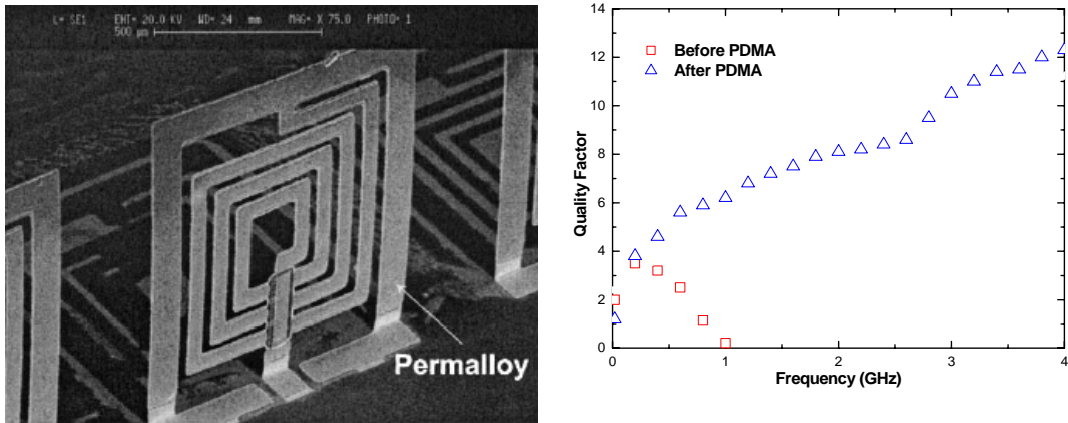 L= SE1 EHT= 20.0 KV WD= 24 mm MAG= X 75.0 PHOTO= 1
500 µm
Permalloy
Before PDMA
After PDMA
Quality Factor
14
12
10
8
6
4
2
0
0 1 2 3 4
Frequency (GHz)